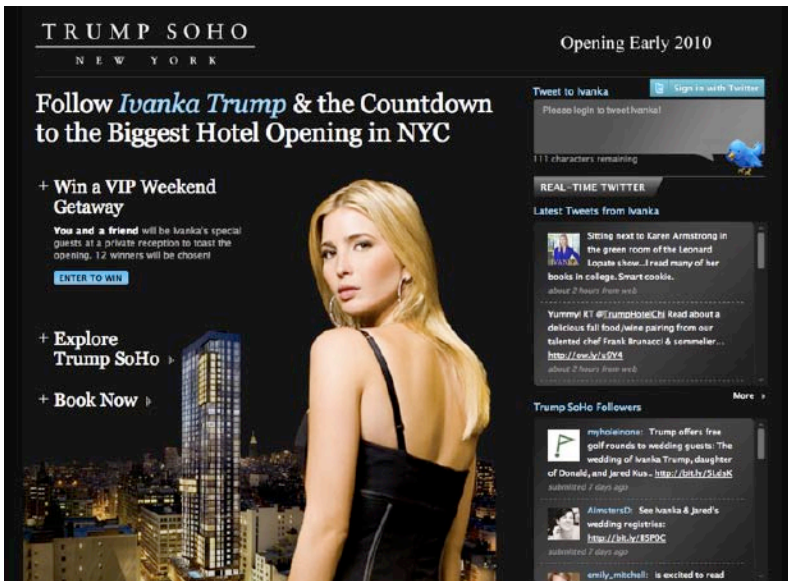 TRUMP SOHO
NEW YORK
Opening Early 2010
Follow Ivanka Trump & the Countdown
to the Biggest Hotel Opening in NYC
+ Win a VIP Weekend
Getaway
You and a friend will be Ivanka's special
guests at a private reception to toast the
opening. 12 winners will be chosen!
ENTER TO WIN
+ Explore
Trump SoHo
+ Book Now
Tweet to Ivanka
Sign in with Twitter
Please login to tweet Ivanka!
111 characters remaining
REAL-TIME TWITTER
Latest Tweets from Ivanka
Sitting next to Karen Armstrong in
the green room of the Leonard
Lopate show...I read many of her
books in college. Smart cookie.
about 2 hours from web
Yummy! RT @TrumpHotelChi Read about a
delicious fall food/wine pairing from our
talented chef Frank Brunacci & sommelier...
http://ow.ly/u0V4
about 2 hours from web
More
Trump SoHo Followers
myholeinone: Trump offers free
golf rounds to wedding guests: The
wedding of Ivanka Trump, daughter
of Donald, and Jared Kus... http://bit.ly/5LdsK
submitted 7 days ago
AlmstersD: See Ivanka & Jared's
wedding registries:
http://bit.ly/85P0C
submitted 7 days ago
emily_mitchell: is excited to read